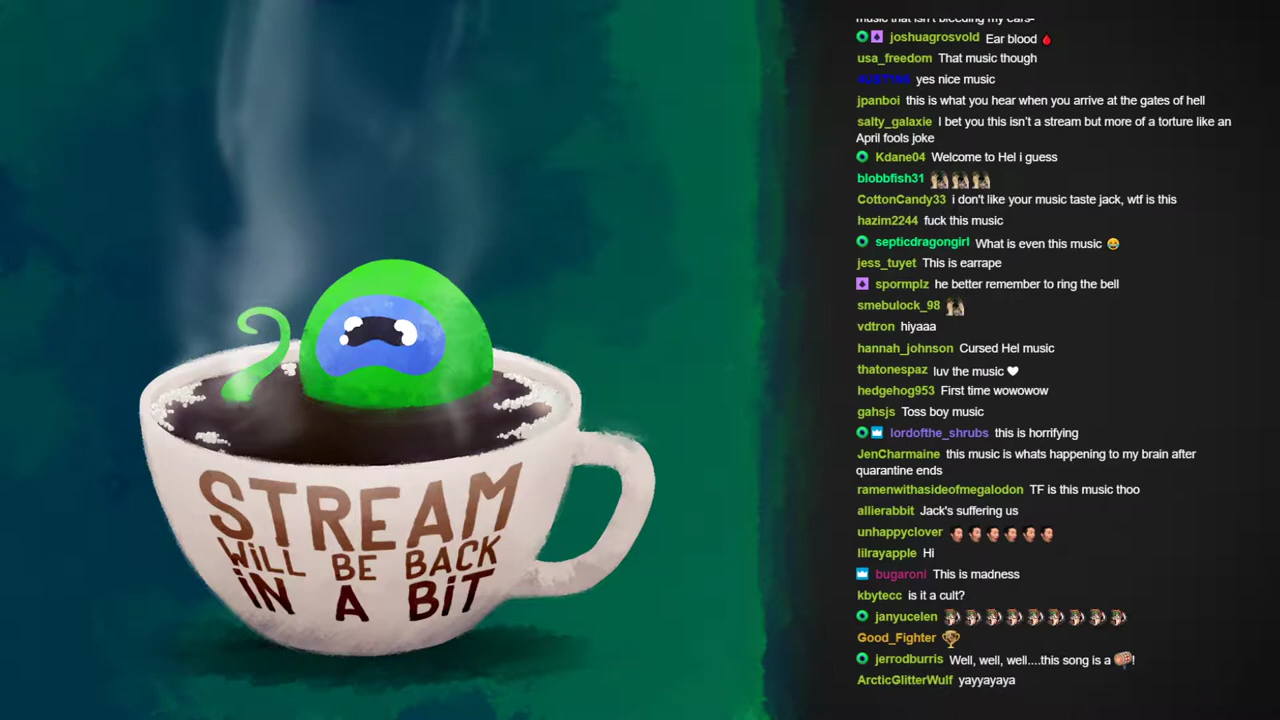 STREAM
WiLL BE BACK
iN A BiT
music that isn't bleeding my ears-
joshuagrosvold Ear blood 🩸
usa_freedom That music though
yes nice music
jpanboi this is what you hear when you arrive at the gates of hell
salty_galaxie I bet you this isn't a stream but more of a torture like an
April fools joke
Kdane04 Welcome to Hel i guess
blobbfish31
CottonCandy33 i don't like your music taste jack, wtf is this
hazim2244 fuck this music
septicdragongirl What is even this music 😂
jess_tuyet This is earrape
spormplz he better remember to ring the bell
smebulock_98
vdtron hiyaaa
hannah_johnson Cursed Hel music
thatonespaz luv the music ♥
hedgehog953 First time wowowow
gahsjs Toss boy music
lordofthe_shrubs this is horrifying
JenCharmaine this music is whats happening to my brain after
quarantine ends
ramenwithasideofmegalodon TF is this music thoo
allierabbit Jack's suffering us
unhappyclover
lilrayapple Hi
bugaroni This is madness
kbytecc is it a cult?
janyucelen
Good_Fighter
jerrodburris Well, well, well....this song is a !
ArcticGlitterWulf yayyayaya